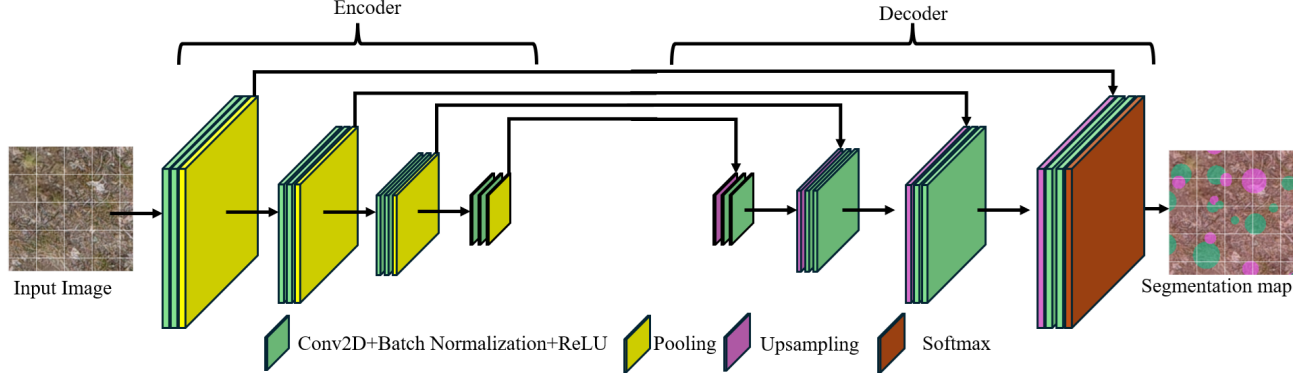 Encoder
Decoder
Input Image
Segmentation map
Conv2D+Batch Normalization+ReLU
Pooling
Upsampling
Softmax